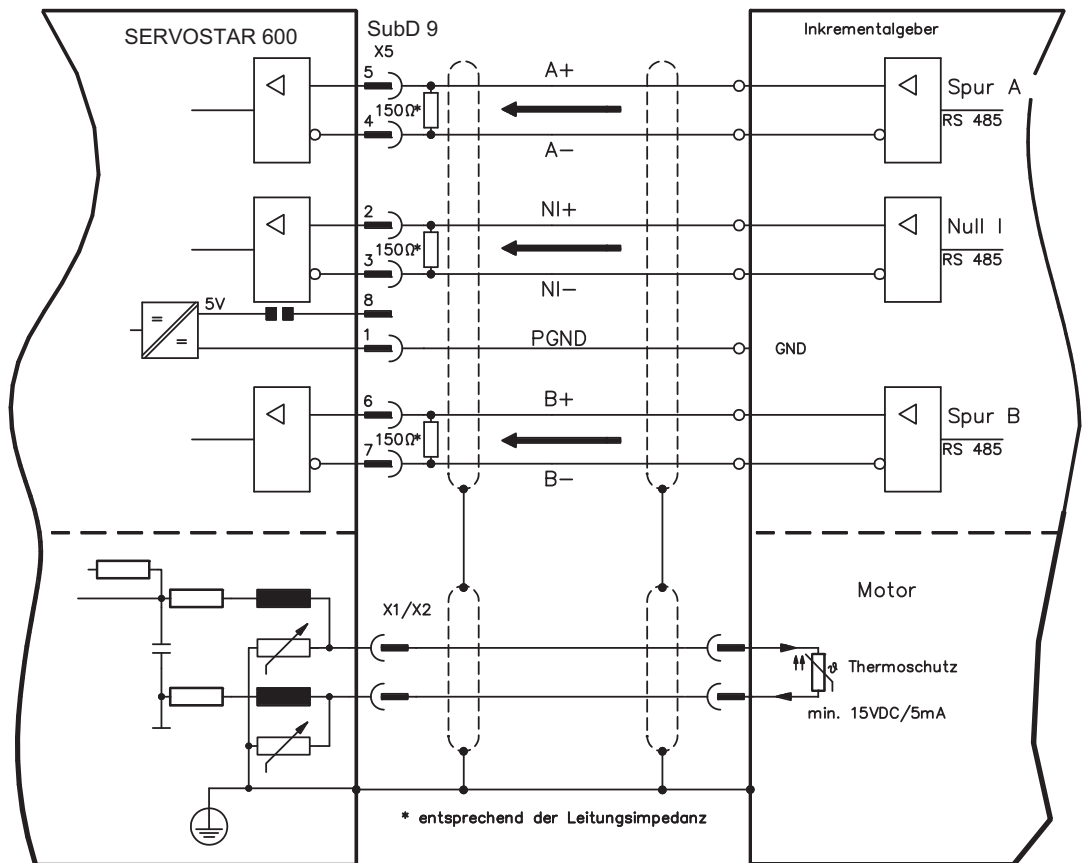 SERVOSTAR 600
SubD 9
X5
Inkrementalgeber
5
A+
Spur A
150Ω*
RS 485
4
A−
2
NI+
Null I
150Ω*
RS 485
3
NI−
5V
8
=
=
1
PGND
GND
6
B+
Spur B
150Ω*
RS 485
7
B−
Motor
X1/X2
ϑ Thermoschutz
min. 15VDC/5mA
* entsprechend der Leitungsimpedanz